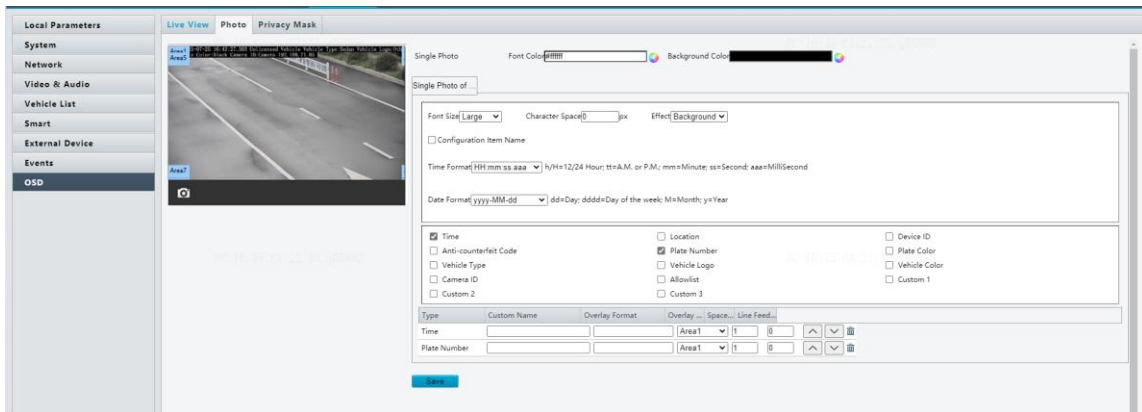 Local Parameters
System
Network
Video & Audio
Vehicle List
Smart
External Device
Events
OSD
Live View Photo Privacy Mask
Area1
Area5
Area7
Single Photo Font Color #ffffff Background Color
Single Photo of ...
Font Size Large Character Space 0 px Effect Background
Configuration Item Name
Time Format HH:mm:ss aaa h/H=12/24 Hour; tt=A.M. or P.M.; mm=Minute; ss=Second; aaa=MilliSecond
Date Format yyyy-MM-dd dd=Day; dddd=Day of the week; M=Month; y=Year
Time Location Device ID
Anti-counterfeit Code Plate Number Plate Color
Vehicle Type Vehicle Logo Vehicle Color
Camera ID Allowlist Custom 1
Custom 2 Custom 3
Type Custom Name Overlay Format Overlay ... Space... Line Feed...
Time Area1 1 0
Plate Number Area1 1 0
Save